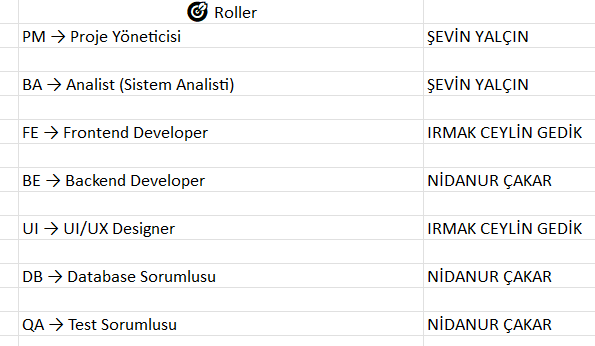 Roller
PM → Proje Yöneticisi ŞEVİN YALÇIN
BA → Analist (Sistem Analisti) ŞEVİN YALÇIN
FE → Frontend Developer IRMAK CEYLİN GEDİK
BE → Backend Developer NİDANUR ÇAKAR
UI → UI/UX Designer IRMAK CEYLİN GEDİK
DB → Database Sorumlusu NİDANUR ÇAKAR
QA → Test Sorumlusu NİDANUR ÇAKAR